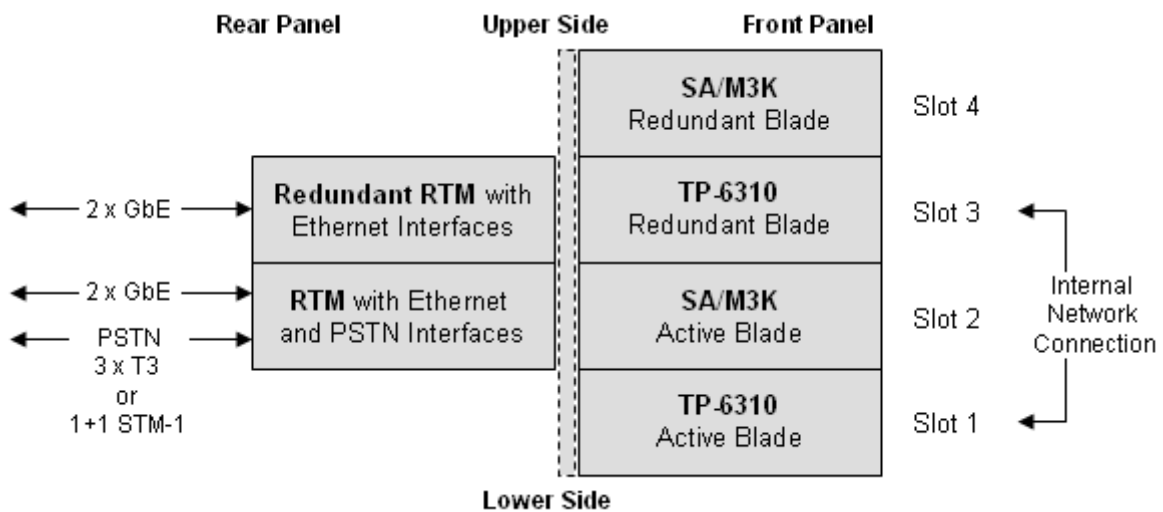 Rear Panel
Upper Side
Front Panel
SA/M3K
Redundant Blade
Slot 4
2 x GbE
Redundant RTM with
Ethernet Interfaces
TP-6310
Redundant Blade
Slot 3
2 x GbE
PSTN
3 x T3
or
1+1 STM-1
RTM with Ethernet
and PSTN Interfaces
SA/M3K
Active Blade
Slot 2
Internal
Network
Connection
TP-6310
Active Blade
Slot 1
Lower Side